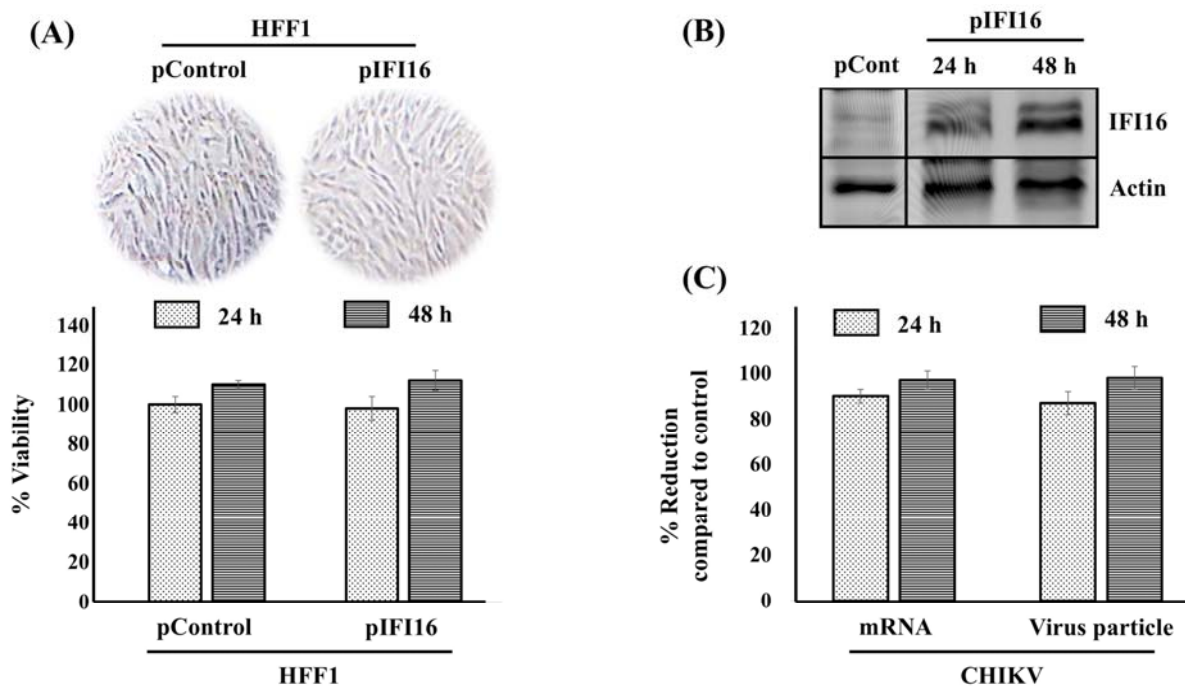 (A)
HFF1
pControl pIFI16
24 h 48 h
% Viability
140
120
100
80
60
40
20
0
pControl pIFI16
HFF1
(B)
pIFI16
pCont 24 h 48 h
IFI16
Actin
(C)
24 h 48 h
% Reduction
compared to control
120
100
80
60
40
20
0
mRNA Virus particle
CHIKV